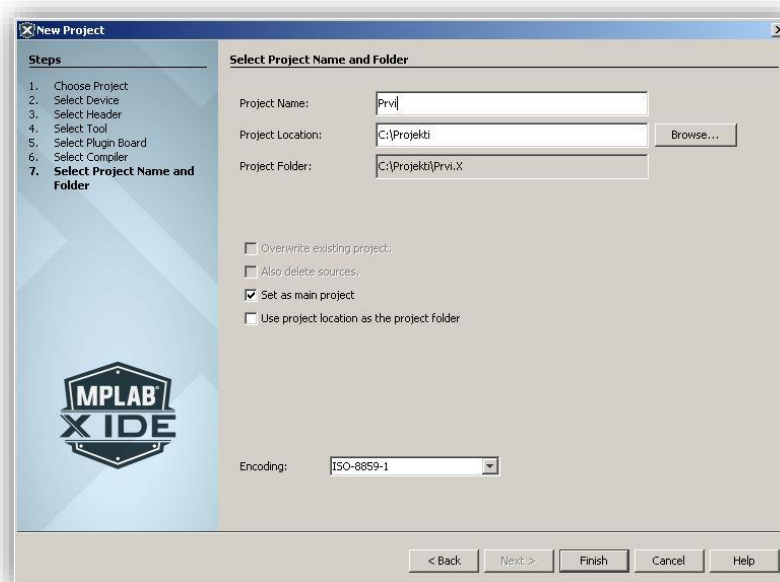 New Project
Steps
1. Choose Project
2. Select Device
3. Select Header
4. Select Tool
5. Select Plugin Board
6. Select Compiler
7. Select Project Name and
Folder
MPLAB
X IDE
Select Project Name and Folder
Project Name: Prvi
Project Location: C:\Projekti Browse...
Project Folder: C:\Projekti\Prvi.X
Overwrite existing project.
Also delete sources.
Set as main project
Use project location as the project folder
Encoding: ISO-8859-1
< Back Next > Finish Cancel Help